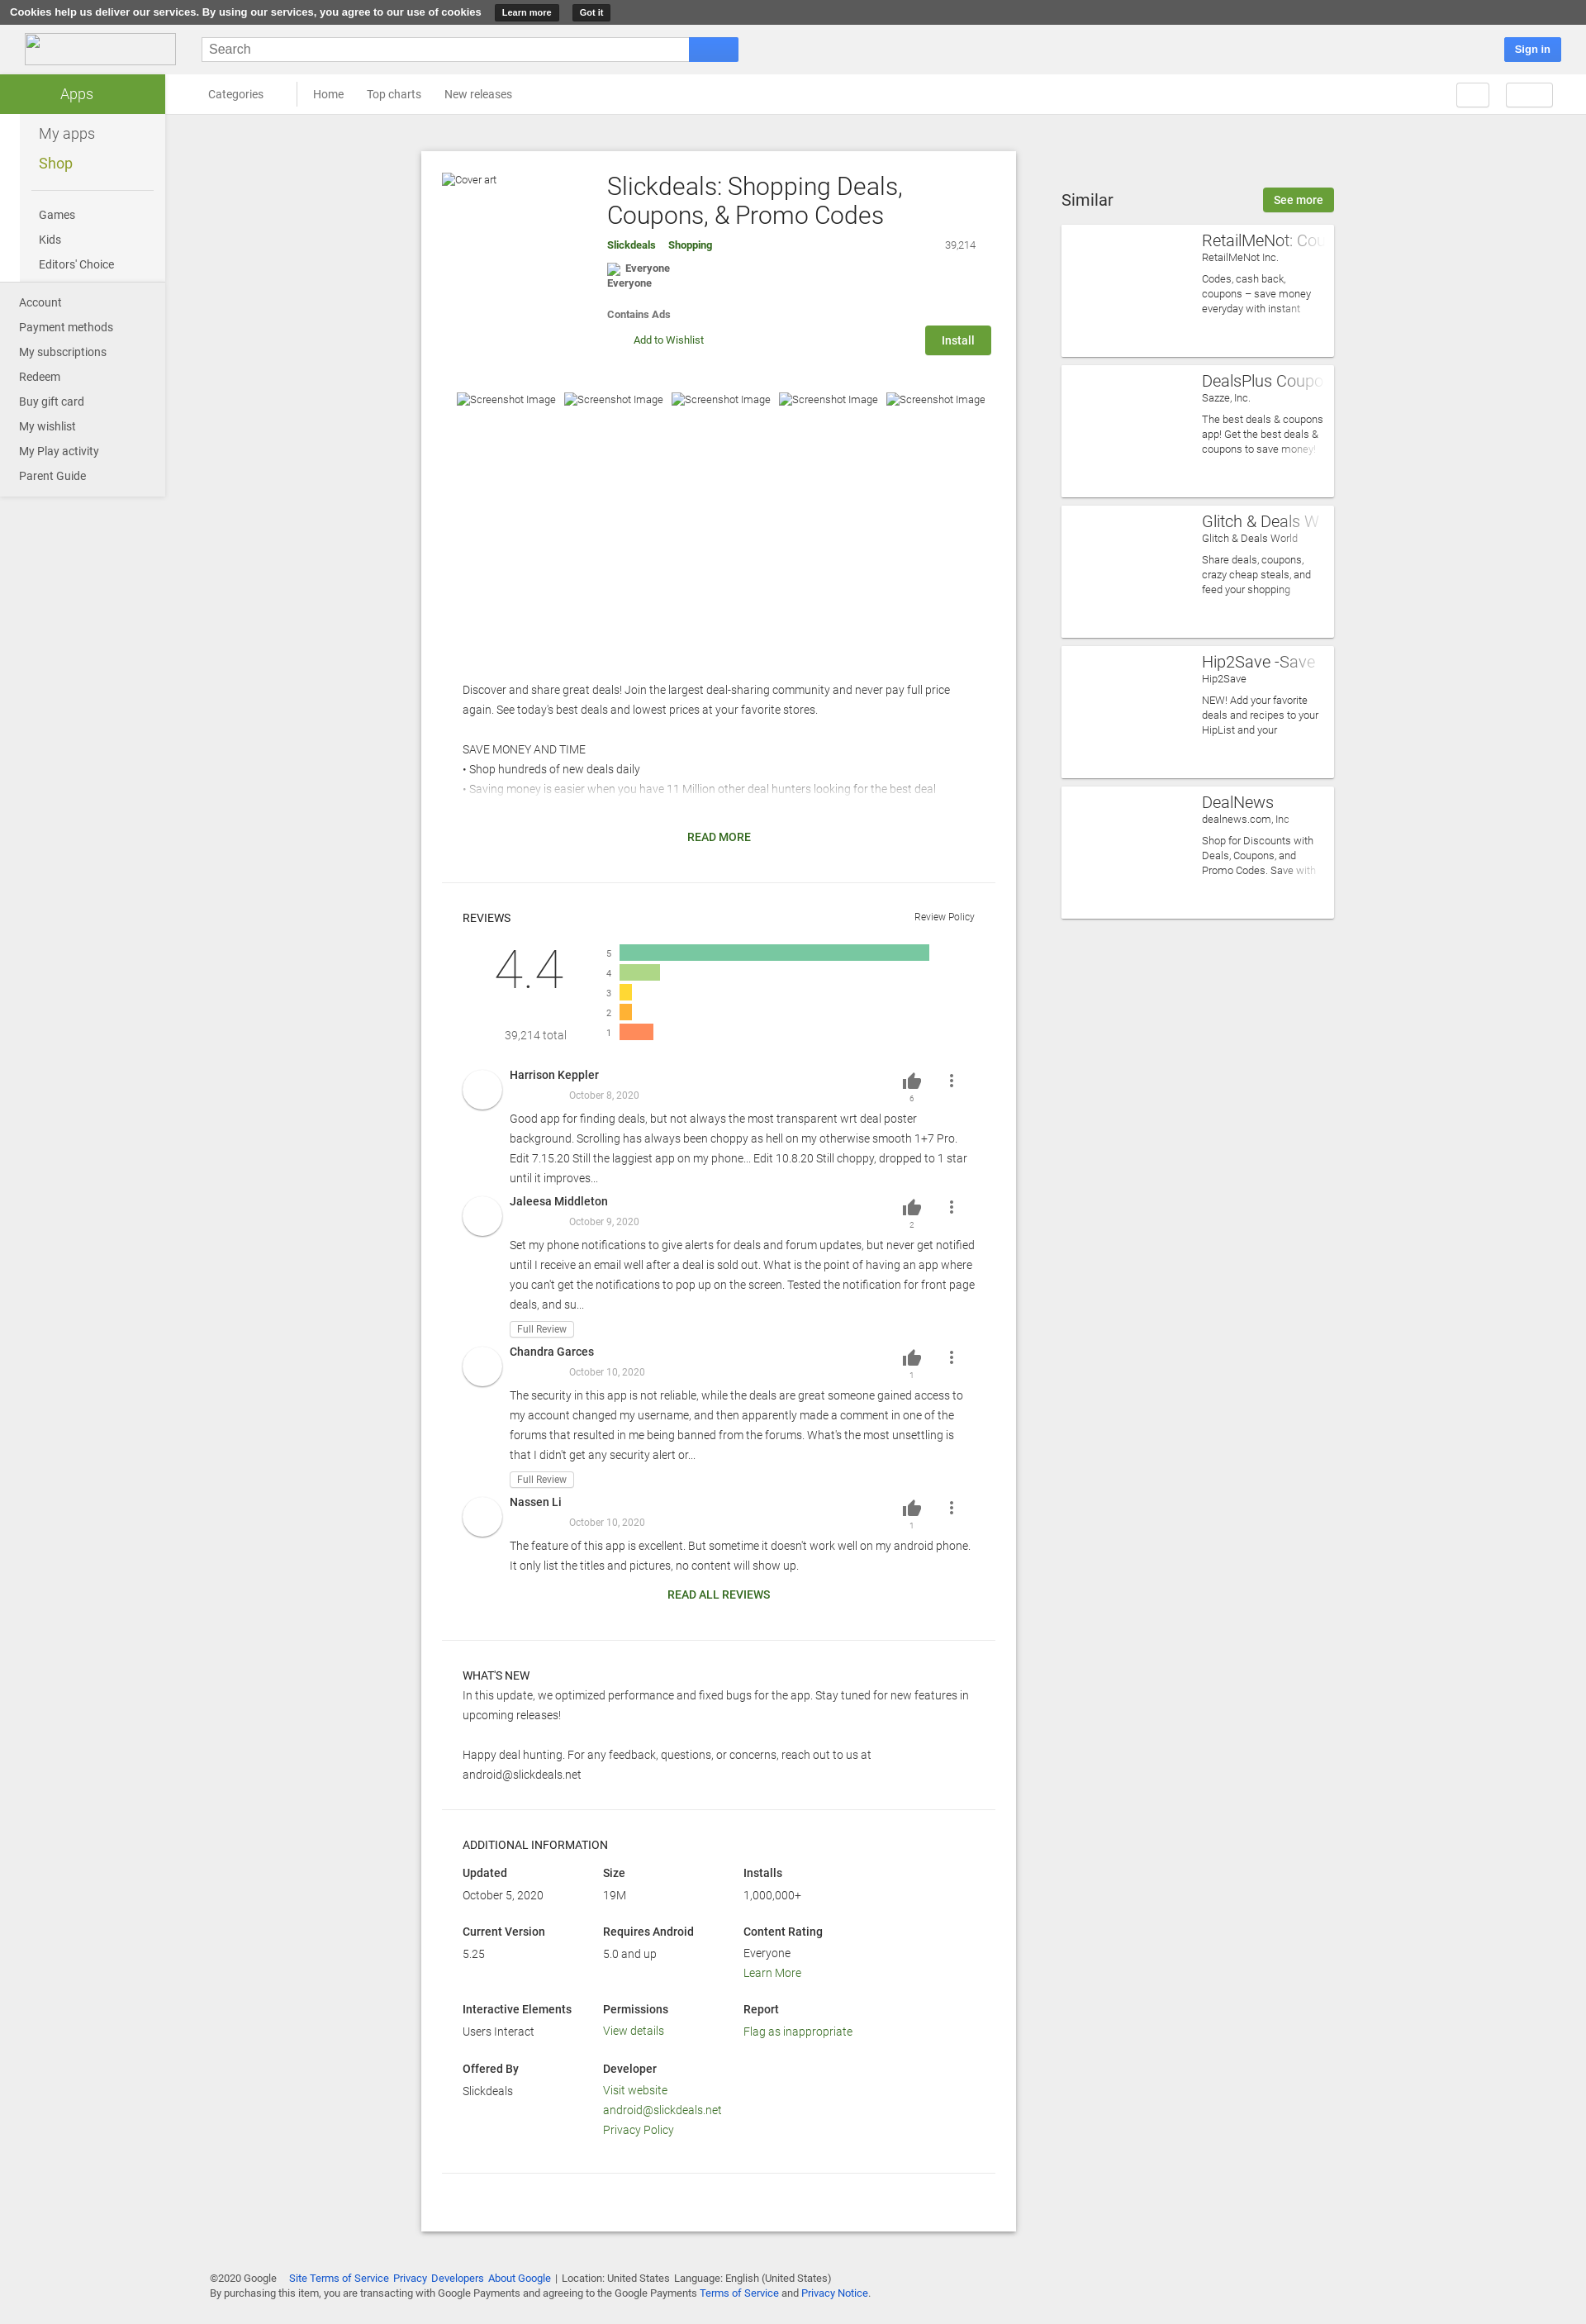 Cookies help us deliver our services. By using our services, you agree to our use of cookies Learn more Got it
Search
Sign in
Apps
Categories Home Top charts New releases
My apps
Shop
Games
Kids
Editors' Choice
Account
Payment methods
My subscriptions
Redeem
Buy gift card
My wishlist
My Play activity
Parent Guide
Cover art
Slickdeals: Shopping Deals,
Coupons, & Promo Codes
Slickdeals Shopping 39,214
Everyone
Everyone
Contains Ads
Add to Wishlist
Install
Screenshot Image Screenshot Image Screenshot Image Screenshot Image Screenshot Image
Discover and share great deals! Join the largest deal-sharing community and never pay full price
again. See today's best deals and lowest prices at your favorite stores.
SAVE MONEY AND TIME
• Shop hundreds of new deals daily
• Saving money is easier when you have 11 Million other deal hunters looking for the best deal
READ MORE
REVIEWS
Review Policy
4.4
39,214 total
5
4
3
2
1
Harrison Keppler
October 8, 2020
6
Good app for finding deals, but not always the most transparent wrt deal poster
background. Scrolling has always been choppy as hell on my otherwise smooth 1+7 Pro.
Edit 7.15.20 Still the laggiest app on my phone... Edit 10.8.20 Still choppy, dropped to 1 star
until it improves...
Jaleesa Middleton
October 9, 2020
2
Set my phone notifications to give alerts for deals and forum updates, but never get notified
until I receive an email well after a deal is sold out. What is the point of having an app where
you can't get the notifications to pop up on the screen. Tested the notification for front page
deals, and su...
Full Review
Chandra Garces
October 10, 2020
1
The security in this app is not reliable, while the deals are great someone gained access to
my account changed my username, and then apparently made a comment in one of the
forums that resulted in me being banned from the forums. What's the most unsettling is
that I didn't get any security alert or...
Full Review
Nassen Li
October 10, 2020
1
The feature of this app is excellent. But sometime it doesn't work well on my android phone.
It only list the titles and pictures, no content will show up.
READ ALL REVIEWS
WHAT'S NEW
In this update, we optimized performance and fixed bugs for the app. Stay tuned for new features in
upcoming releases!
Happy deal hunting. For any feedback, questions, or concerns, reach out to us at
android@slickdeals.net
ADDITIONAL INFORMATION
Updated Size Installs
October 5, 2020 19M 1,000,000+
Current Version Requires Android Content Rating
5.25 5.0 and up Everyone
Learn More
Interactive Elements Permissions Report
Users Interact View details Flag as inappropriate
Offered By Developer
Slickdeals Visit website
android@slickdeals.net
Privacy Policy
Similar
See more
RetailMeNot: Cou
RetailMeNot Inc.
Codes, cash back,
coupons – save money
everyday with instant
DealsPlus Coupo
Sazze, Inc.
The best deals & coupons
app! Get the best deals &
coupons to save money!
Glitch & Deals W
Glitch & Deals World
Share deals, coupons,
crazy cheap steals, and
feed your shopping
Hip2Save -Save
Hip2Save
NEW! Add your favorite
deals and recipes to your
HipList and your
DealNews
dealnews.com, Inc
Shop for Discounts with
Deals, Coupons, and
Promo Codes. Save with
©2020 Google Site Terms of Service Privacy Developers About Google | Location: United States Language: English (United States)
By purchasing this item, you are transacting with Google Payments and agreeing to the Google Payments Terms of Service and Privacy Notice.